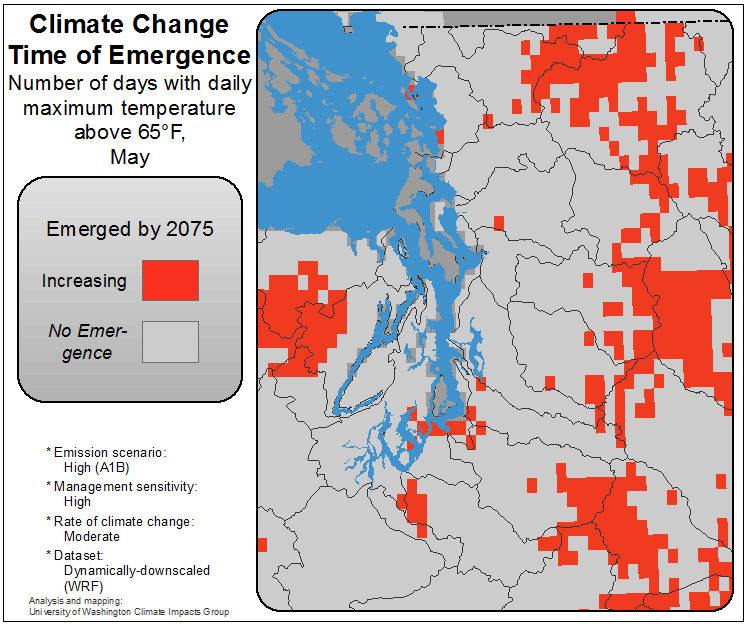 Climate Change
Time of Emergence
Number of days with daily
maximum temperature
above 65°F,
May
Emerged by 2075
Increasing
No Emer-
gence
* Emission scenario:
High (A1B)
* Management sensitivity:
High
* Rate of climate change:
Moderate
* Dataset:
Dynamically-downscaled
(WRF)
Analysis and mapping:
University of Washington Climate Impacts Group